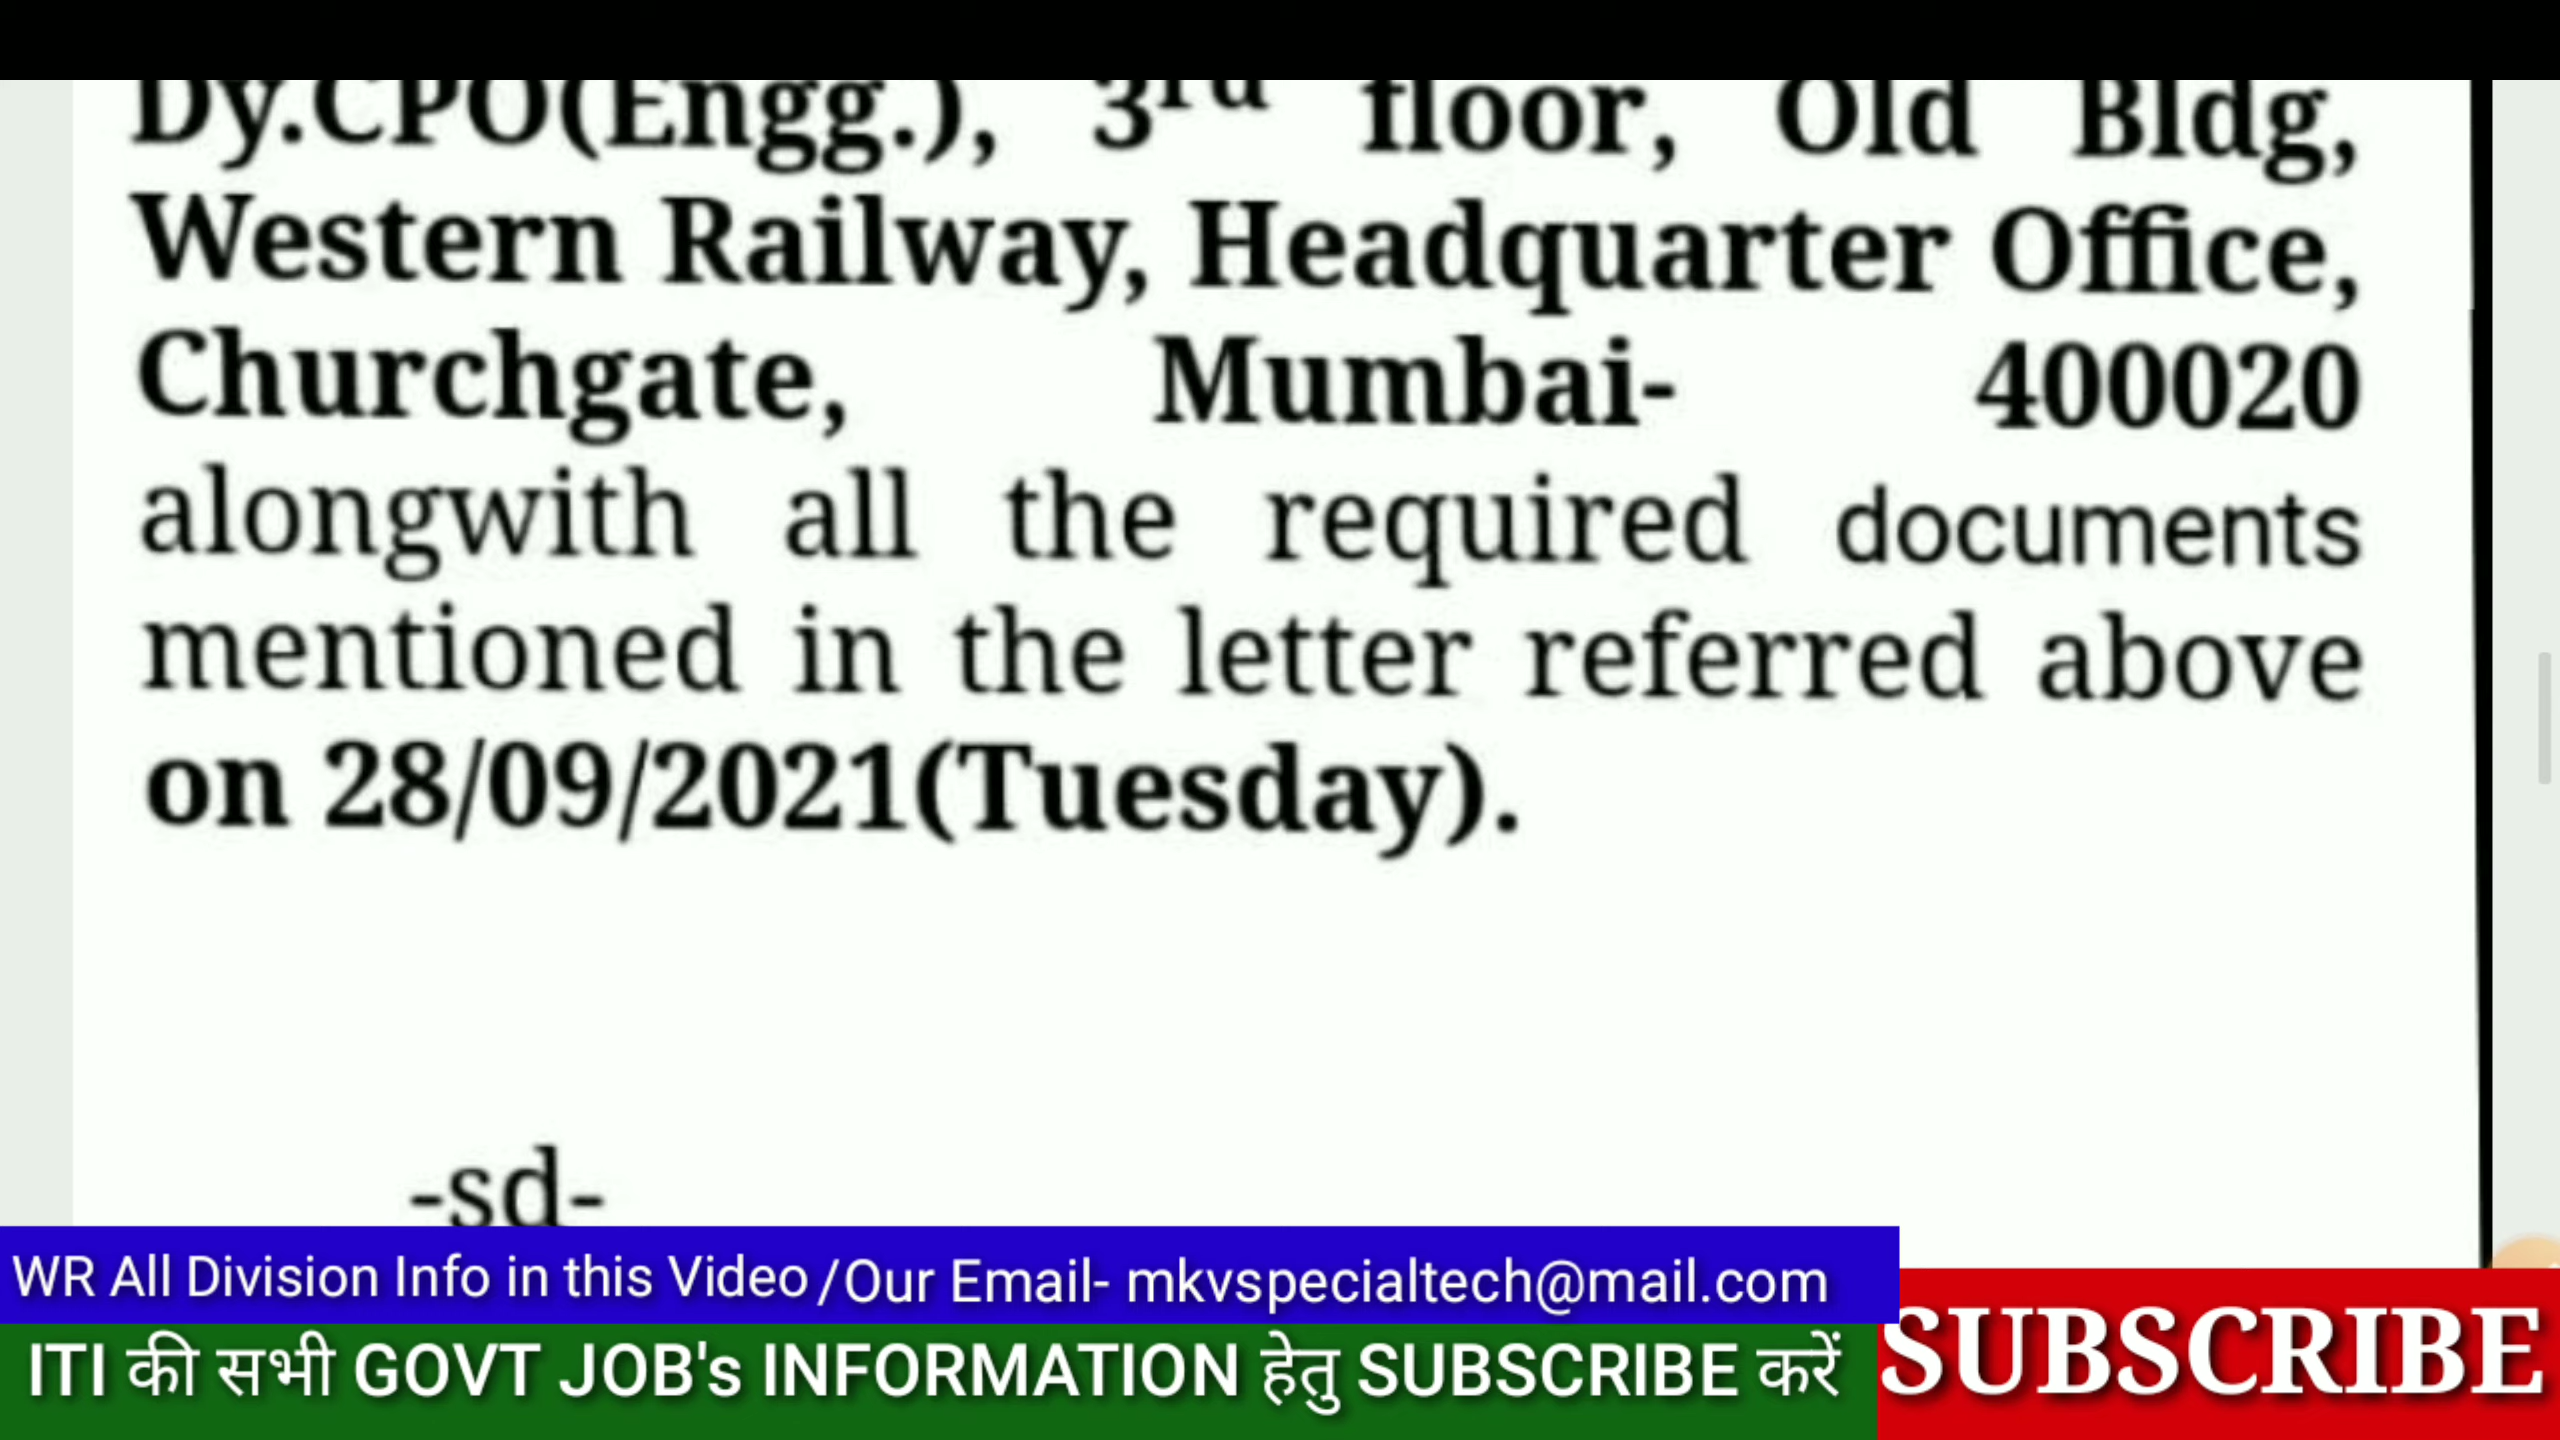 Dy.CPO(Engg.), 3rd floor, Old Bldg,
Western Railway, Headquarter Office,
Churchgate, Mumbai- 400020
alongwith all the required documents
mentioned in the letter referred above
on 28/09/2021(Tuesday).
-sd-
WR All Division Info in this Video /Our Email- mkvspecialtech@mail.com
ITI की सभी GOVT JOB's INFORMATION हेतु SUBSCRIBE करें
SUBSCRIBE